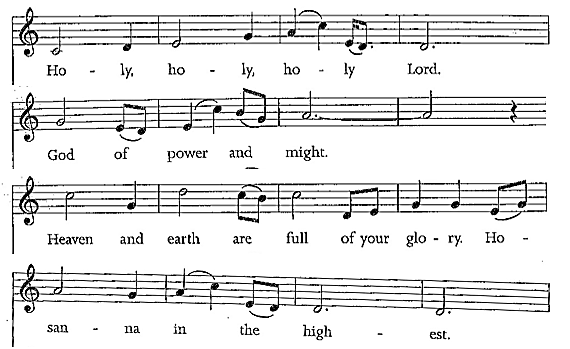 Ho - ly, ho - ly, ho - ly Lord.
God of power and might.
Heaven and earth are full of your glo - ry. Ho -
san - na in the high - est.